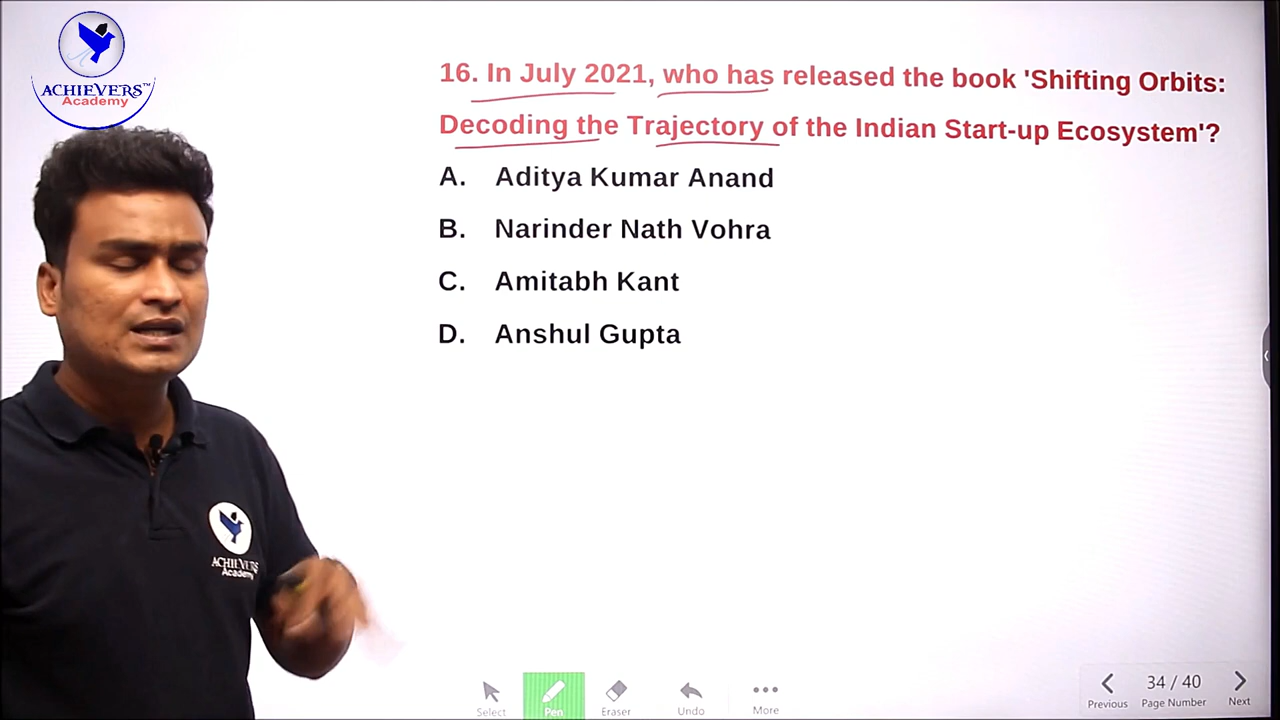 ACHIEVERS™
Academy
16. In July 2021, who has released the book 'Shifting Orbits:
Decoding the Trajectory of the Indian Start-up Ecosystem'?
A. Aditya Kumar Anand
B. Narinder Nath Vohra
C. Amitabh Kant
D. Anshul Gupta
ACHIEVERS
Academy
Select
Pen
Eraser
Undo
More
34 / 40
Previous
Page Number
Next